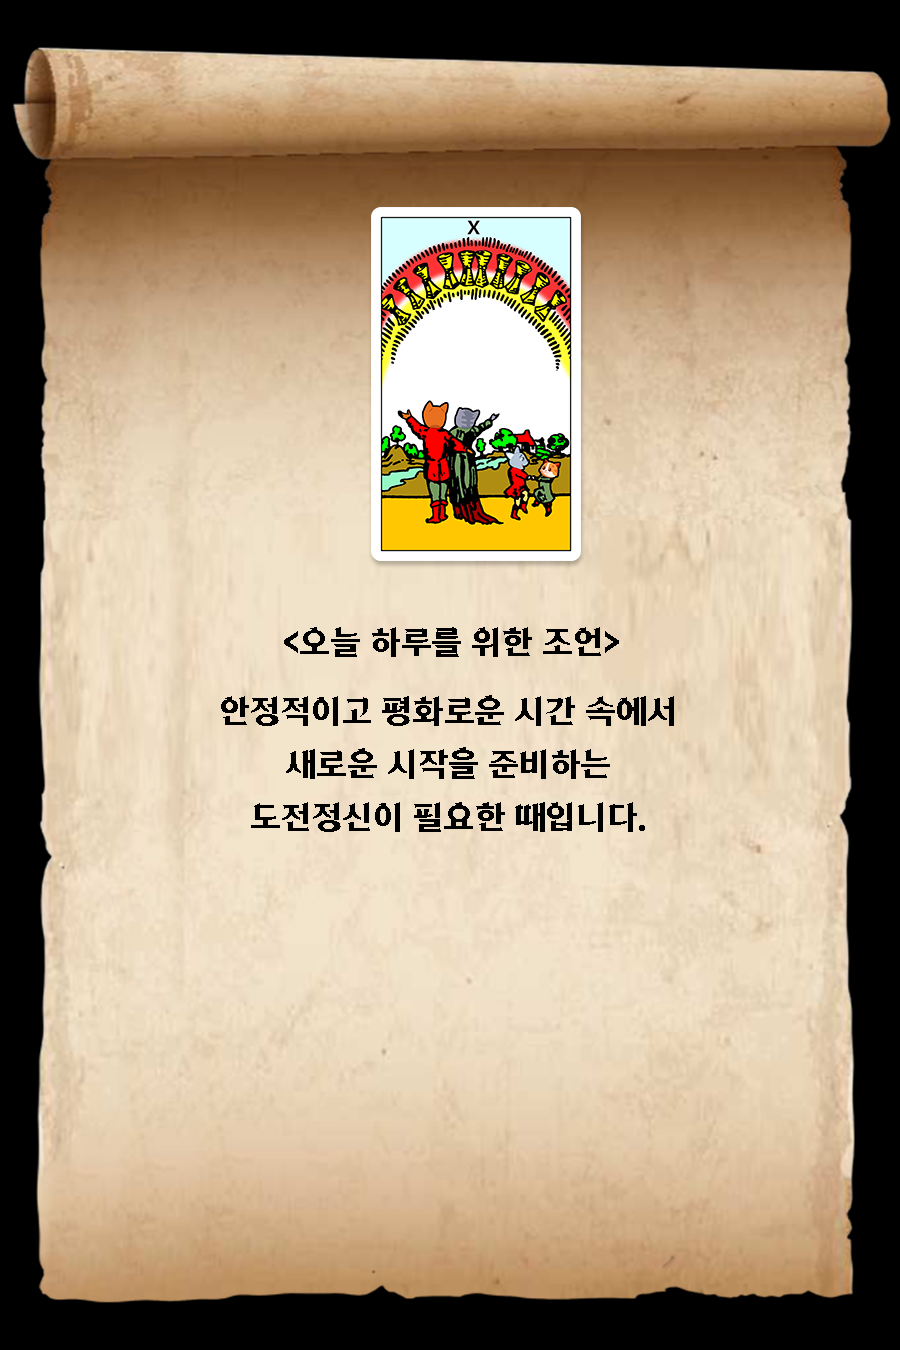 X
<오늘 하루를 위한 조언>
안정적이고 평화로운 시간 속에서
새로운 시작을 준비하는
도전정신이 필요한 때입니다.